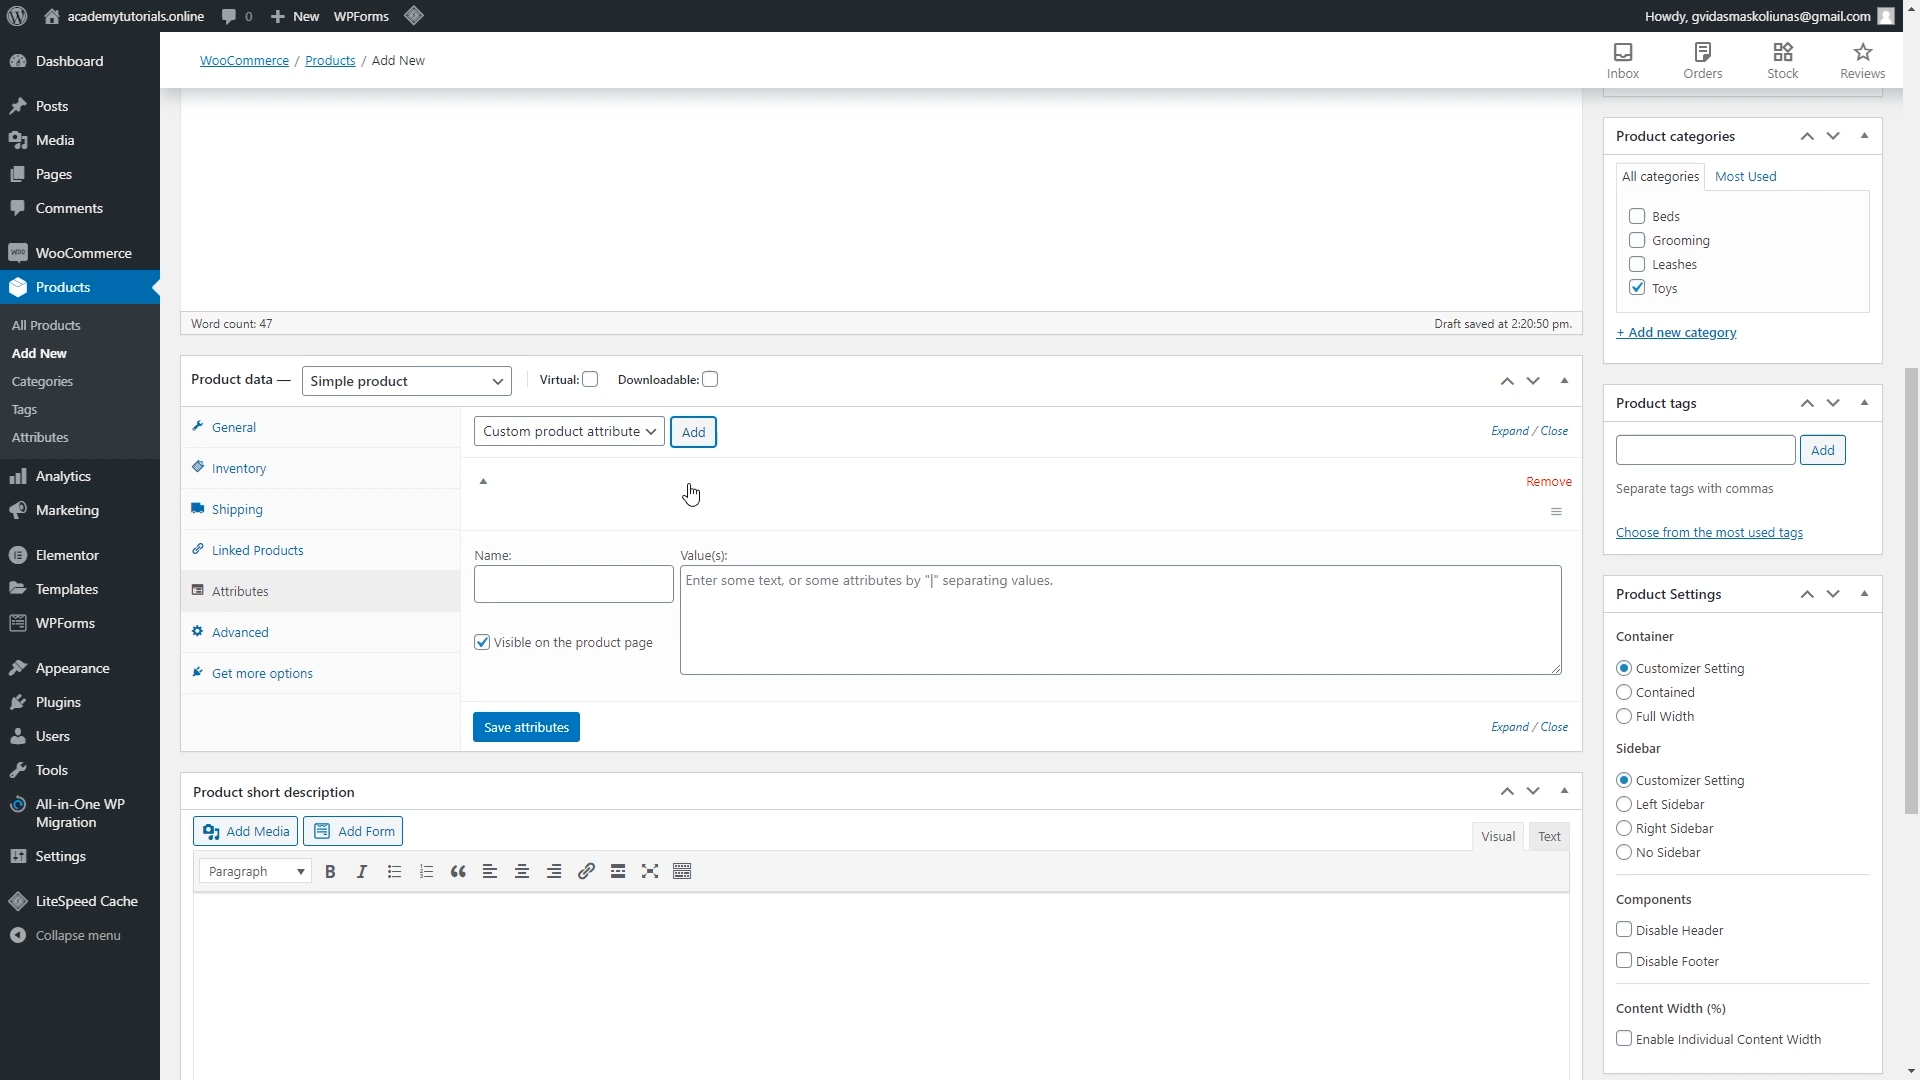 academytutorials.online
0
New
WPForms
Howdy, gvidasmaskoliunas@gmail.com
Dashboard
Posts
Media
Pages
Comments
WooCommerce
Products
All Products
Add New
Categories
Tags
Attributes
Analytics
Marketing
Elementor
Templates
WPForms
Appearance
Plugins
Users
Tools
All-in-One WP
Migration
Settings
LiteSpeed Cache
Collapse menu
WooCommerce / Products / Add New
Inbox
Orders
Stock
Reviews
Word count: 47
Draft saved at 2:20:50 pm.
Product data —
Simple product
Virtual:
Downloadable:
General
Inventory
Shipping
Linked Products
Attributes
Advanced
Get more options
Custom product attribute
Add
Expand / Close
Remove
Name:
Value(s):
Enter some text, or some attributes by "|" separating values.
Visible on the product page
Save attributes
Expand / Close
Product short description
Add Media
Add Form
Visual
Text
Paragraph
Product categories
All categories
Most Used
Beds
Grooming
Leashes
Toys
+ Add new category
Product tags
Add
Separate tags with commas
Choose from the most used tags
Product Settings
Container
Customizer Setting
Contained
Full Width
Sidebar
Customizer Setting
Left Sidebar
Right Sidebar
No Sidebar
Components
Disable Header
Disable Footer
Content Width (%)
Enable Individual Content Width